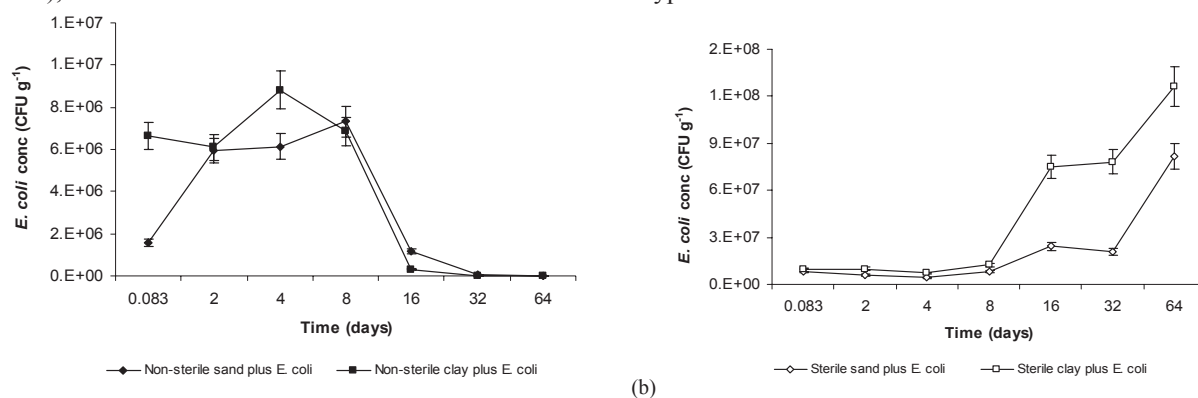 1.E+07
1.E+07
8.E+06
6.E+06
4.E+06
2.E+06
0.E+00
E. coli conc (CFU g-1)
0.083 2 4 8 16 32 64
Time (days)
Non-sterile sand plus E. coli Non-sterile clay plus E. coli
2.E+08
1.E+08
1.E+08
6.E+07
3.E+07
0.E+00
E. coli conc (CFU g-1)
0.083 2 4 8 16 32 64
Time (days)
Sterile sand plus E.coli Sterile clay plus E.coli
(b)